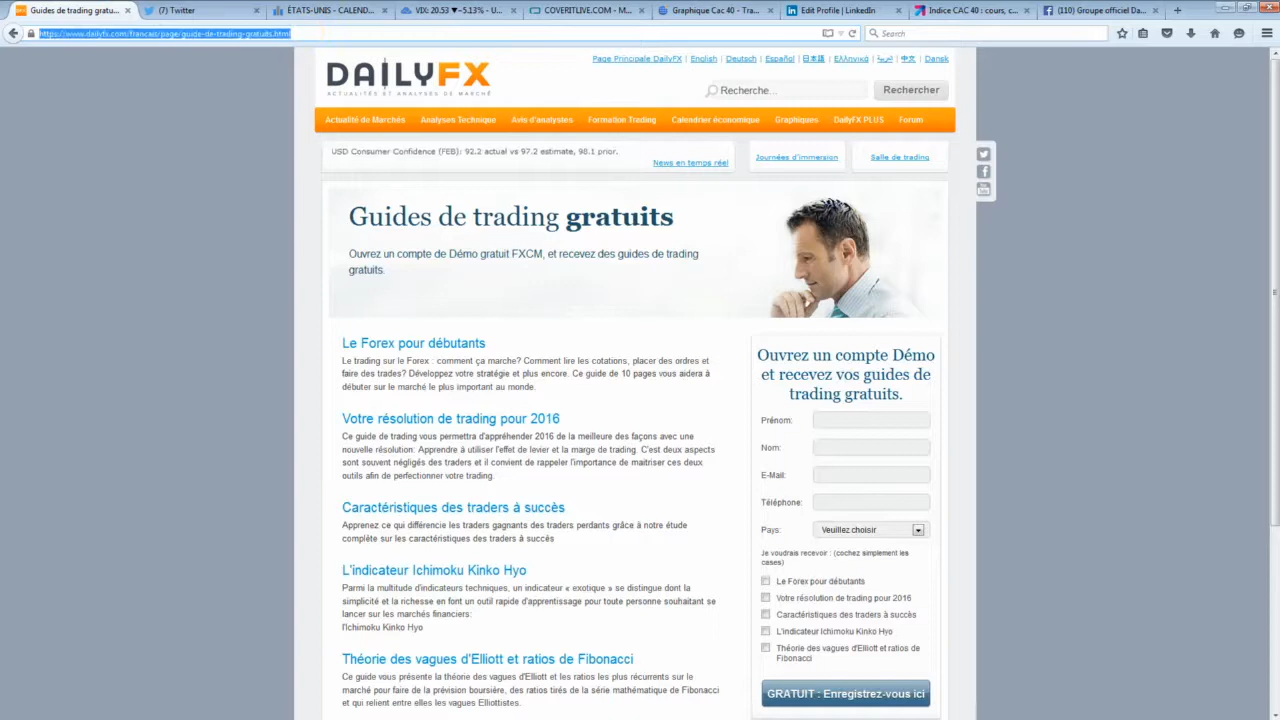 Guides de trading gratu...
(7) Twitter
ÉTATS-UNIS - CALEND...
VIX: 20.53 ▼−5.13% - U...
COVERITLIVE.COM - M...
Graphique Cac 40 - Tra...
Edit Profile | LinkedIn
Indice CAC 40 : cours, c...
(110) Groupe officiel Da...
https://www.dailyfx.com/francais/page/guide-de-trading-gratuits.html
Search
Page Principale DailyFX | English | Deutsch | Español | 日本語 | Ελληνικά | العربية | 中文 | Dansk
DAILYFX
ACTUALITÉS ET ANALYSES DE MARCHÉ
Recherche...
Rechercher
Actualité de Marchés
Analyses Technique
Avis d'analystes
Formation Trading
Calendrier économique
Graphiques
DailyFX PLUS
Forum
USD Consumer Confidence (FEB): 92.2 actual vs 97.2 estimate, 98.1 prior.
News en temps réel
Journées d'immersion
Salle de trading
Guides de trading gratuits
Ouvrez un compte de Démo gratuit FXCM, et recevez des guides de trading
gratuits.
Le Forex pour débutants
Le trading sur le Forex : comment ça marche? Comment lire les cotations, placer des ordres et
faire des trades? Développez votre stratégie et plus encore. Ce guide de 10 pages vous aidera à
débuter sur le marché le plus important au monde.
Votre résolution de trading pour 2016
Ce guide de trading vous permettra d'appréhender 2016 de la meilleure des façons avec une
nouvelle résolution: Apprendre à utiliser l'effet de levier et la marge de trading. C'est deux aspects
sont souvent négligés des traders et il convient de rappeler l'importance de maitriser ces deux
outils afin de perfectionner votre trading.
Caractéristiques des traders à succès
Apprenez ce qui différencie les traders gagnants des traders perdants grâce à notre étude
complète sur les caractéristiques des traders à succès
L'indicateur Ichimoku Kinko Hyo
Parmi la multitude d'indicateurs techniques, un indicateur « exotique » se distingue dont la
simplicité et la richesse en font un outil rapide d'apprentissage pour toute personne souhaitant se
lancer sur les marchés financiers:
l'Ichimoku Kinko Hyo
Théorie des vagues d'Elliott et ratios de Fibonacci
Ce guide vous présente la théorie des vagues d'Elliott et les ratios les plus récurrents sur le
marché pour faire de la prévision boursière, des ratios tirés de la série mathématique de Fibonacci
et qui relient entre elles les vagues Elliottistes.
Ouvrez un compte Démo
et recevez vos guides de
trading gratuits.
Prénom:
Nom:
E-Mail:
Téléphone:
Pays:
Veuillez choisir
Je voudrais recevoir : (cochez simplement les
cases)
Le Forex pour débutants
Votre résolution de trading pour 2016
Caractéristiques des traders à succès
L'indicateur Ichimoku Kinko Hyo
Théorie des vagues d'Elliott et ratios de
Fibonacci
GRATUIT : Enregistrez-vous ici